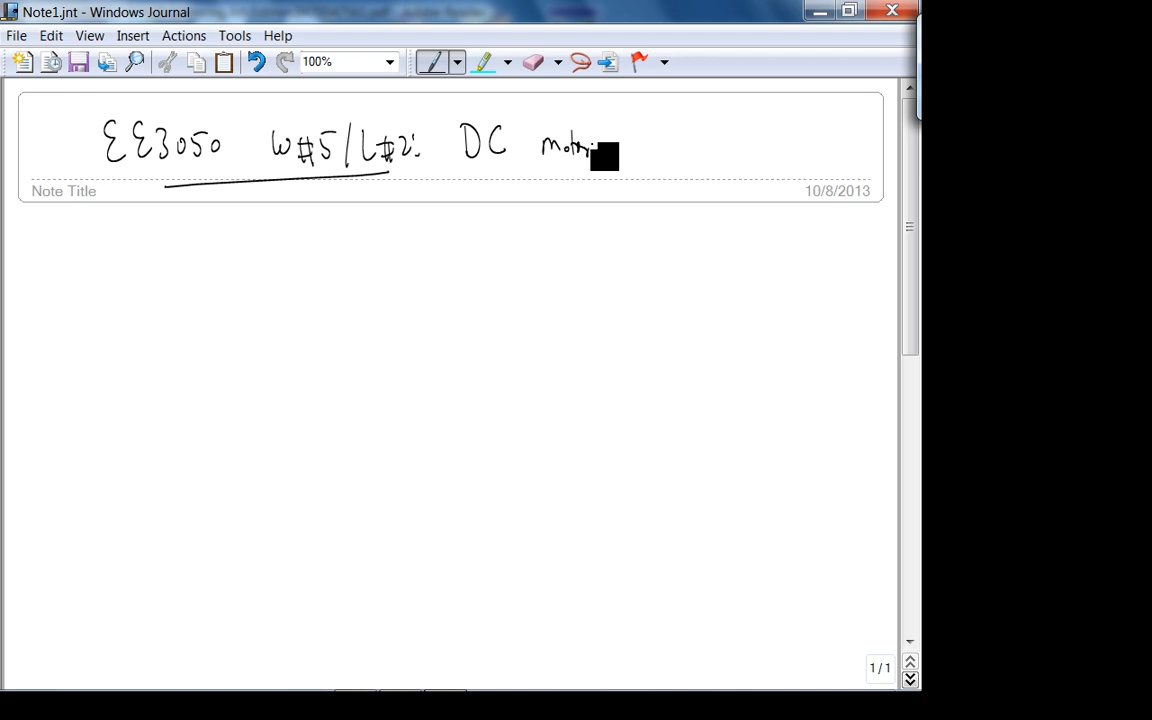 Note1.jnt - Windows Journal
File Edit View Insert Actions Tools Help
100%
EE3050 W#5/L#2: DC motor
Note Title 10/8/2013
1/1